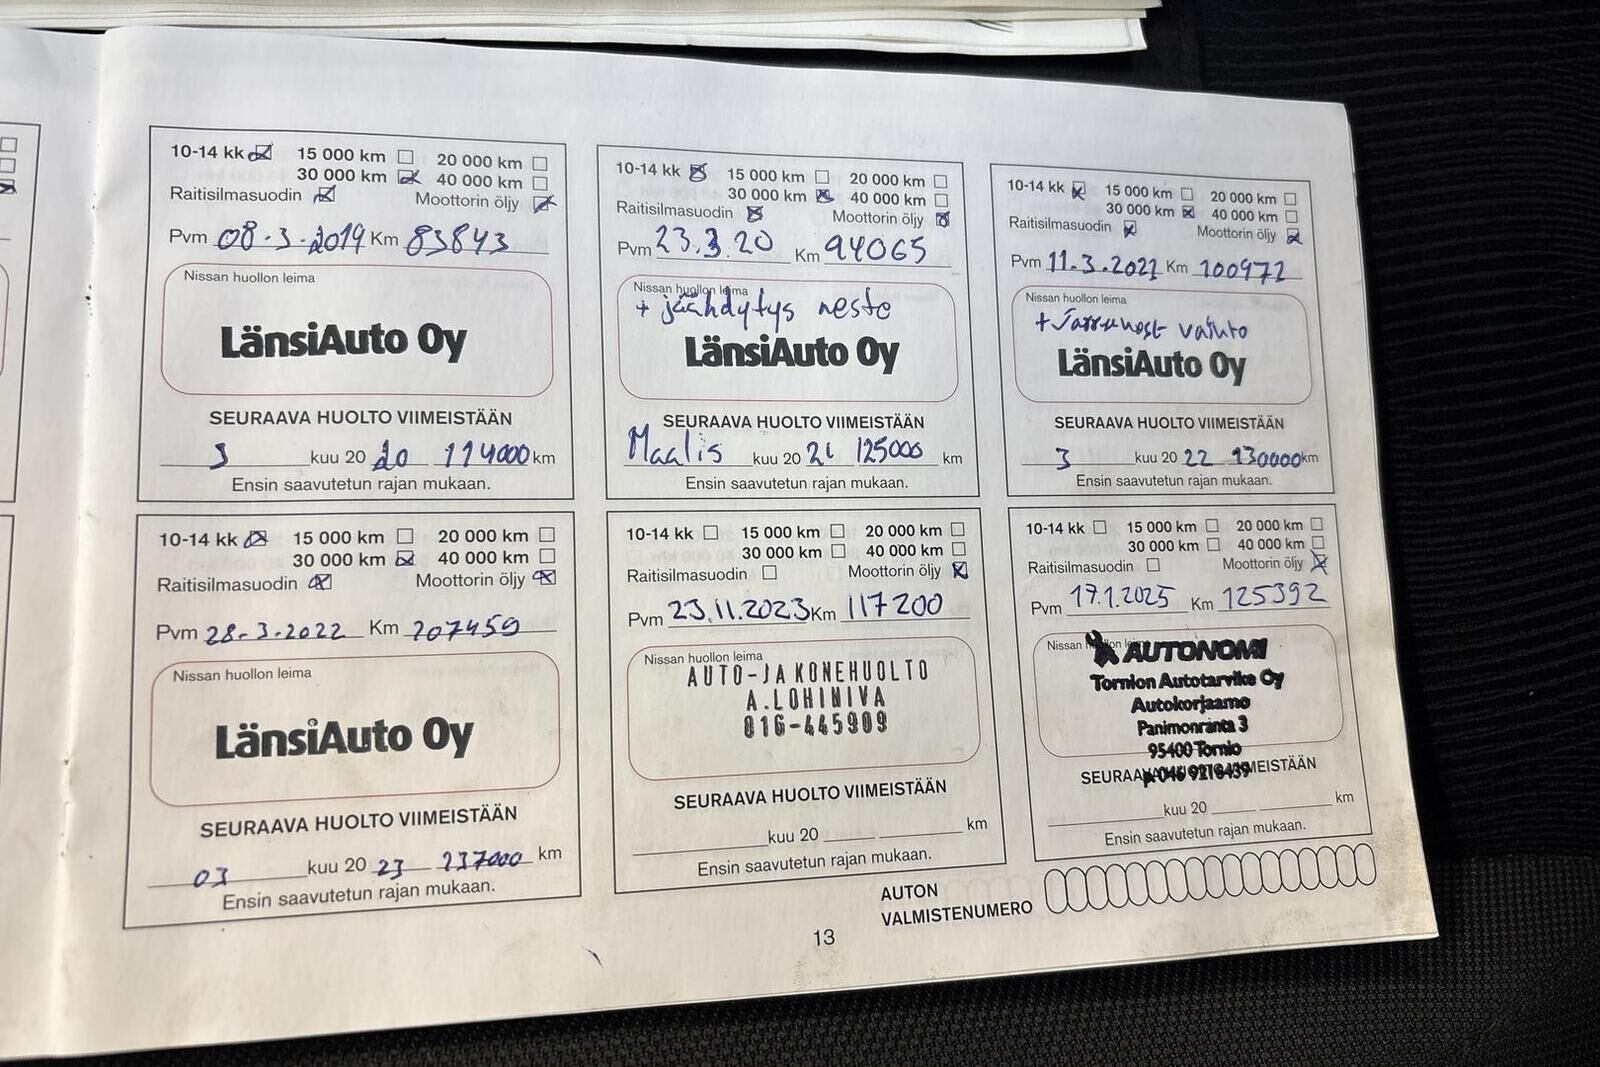 10-14 kk 15 000 km 20 000 km
30 000 km 40 000 km
Raitisilmasuodin Moottorin öljy
Pvm 08.3.2019 Km 83843
Nissan huollon leima
LänsiAuto Oy
SEURAAVA HUOLTO VIIMEISTÄÄN
3 kuu 20 20 114000 km
Ensin saavutetun rajan mukaan.
10-14 kk 15 000 km 20 000 km
30 000 km 40 000 km
Raitisilmasuodin Moottorin öljy
Pvm 23.3.20 Km 94065
Nissan huollon leima
+ jäähdytys neste
LänsiAuto Oy
SEURAAVA HUOLTO VIIMEISTÄÄN
Maalis kuu 20 21 125000 km
Ensin saavutetun rajan mukaan.
10-14 kk 15 000 km 20 000 km
30 000 km 40 000 km
Raitisilmasuodin Moottorin öljy
Pvm 11.3.2021 Km 100972
Nissan huollon leima
+ vaihto
LänsiAuto Oy
SEURAAVA HUOLTO VIIMEISTÄÄN
3 kuu 20 22 130000 km
Ensin saavutetun rajan mukaan.
10-14 kk 15 000 km 20 000 km
30 000 km 40 000 km
Raitisilmasuodin Moottorin öljy
Pvm 28.3.2022 Km 107459
Nissan huollon leima
LänsiAuto Oy
SEURAAVA HUOLTO VIIMEISTÄÄN
03 kuu 20 23 137000 km
Ensin saavutetun rajan mukaan.
10-14 kk 15 000 km 20 000 km
30 000 km 40 000 km
Raitisilmasuodin Moottorin öljy
Pvm 23.11.2023 Km 117200
Nissan huollon leima
AUTO-JA KONEHUOLTO
A.LOHINIVA
016-445909
SEURAAVA HUOLTO VIIMEISTÄÄN
kuu 20 km
Ensin saavutetun rajan mukaan.
10-14 kk 15 000 km 20 000 km
30 000 km 40 000 km
Raitisilmasuodin Moottorin öljy
Pvm 17.1.2025 Km 125392
Nissan huollon leima
AUTONOMI
Tornion Autotarvike Oy
Autokorjaamo
Panimonranta 3
95400 Tornio
SEURAAVA HUOLTO VIIMEISTÄÄN
kuu 20 km
Ensin saavutetun rajan mukaan.
AUTON
VALMISTENUMERO
13